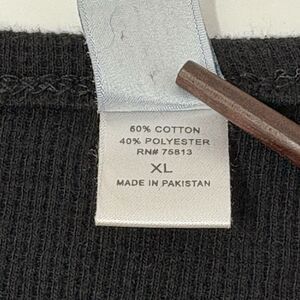 60% COTTON
40% POLYESTER
RN# 75813
XL
MADE IN PAKISTAN